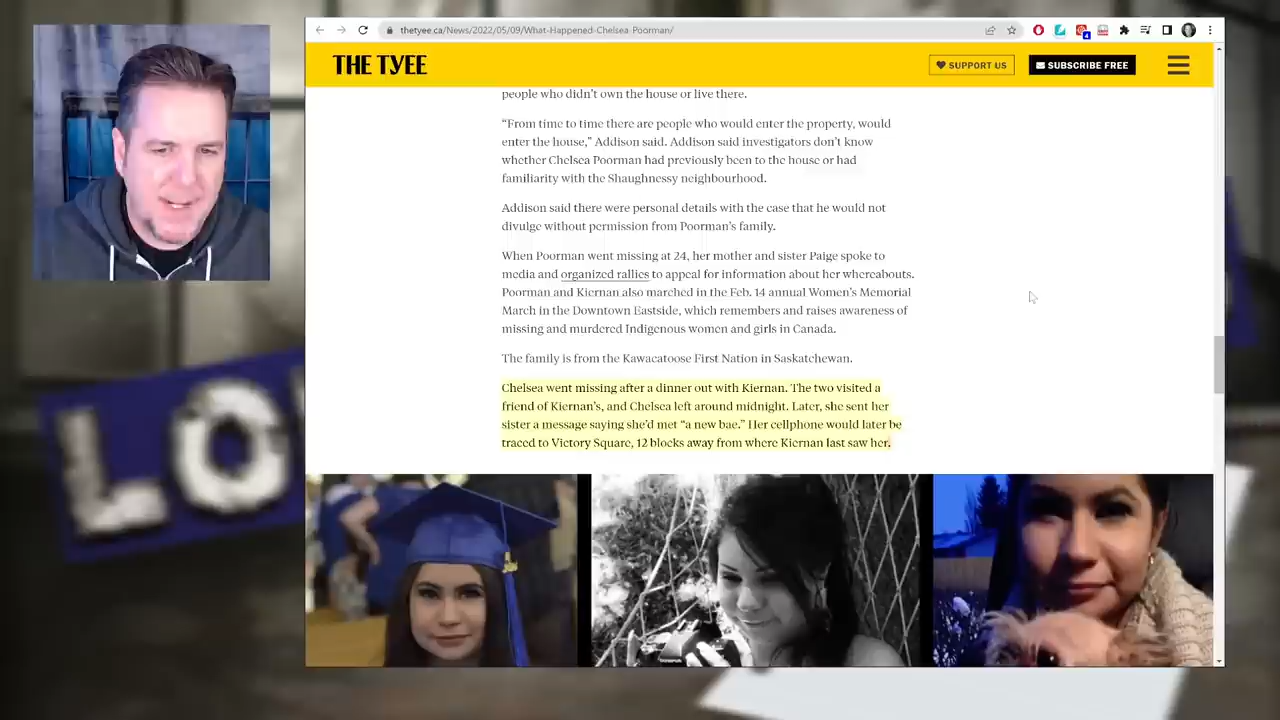 thetyee.ca/News/2022/05/09/What-Happened-Chelsea-Poorman/
THE TYEE
SUPPORT US
SUBSCRIBE FREE
people who didn't own the house or live there.
“From time to time there are people who would enter the property, would
enter the house,” Addison said. Addison said investigators don't know
whether Chelsea Poorman had previously been to the house or had
familiarity with the Shaughnessy neighbourhood.
Addison said there were personal details with the case that he would not
divulge without permission from Poorman's family.
When Poorman went missing at 24, her mother and sister Paige spoke to
media and organized rallies to appeal for information about her whereabouts.
Poorman and Kiernan also marched in the Feb. 14 annual Women's Memorial
March in the Downtown Eastside, which remembers and raises awareness of
missing and murdered Indigenous women and girls in Canada.
The family is from the Kawacatoose First Nation in Saskatchewan.
Chelsea went missing after a dinner out with Kiernan. The two visited a
friend of Kiernan's, and Chelsea left around midnight. Later, she sent her
sister a message saying she'd met “a new bae.” Her cellphone would later be
traced to Victory Square, 12 blocks away from where Kiernan last saw her.
LO